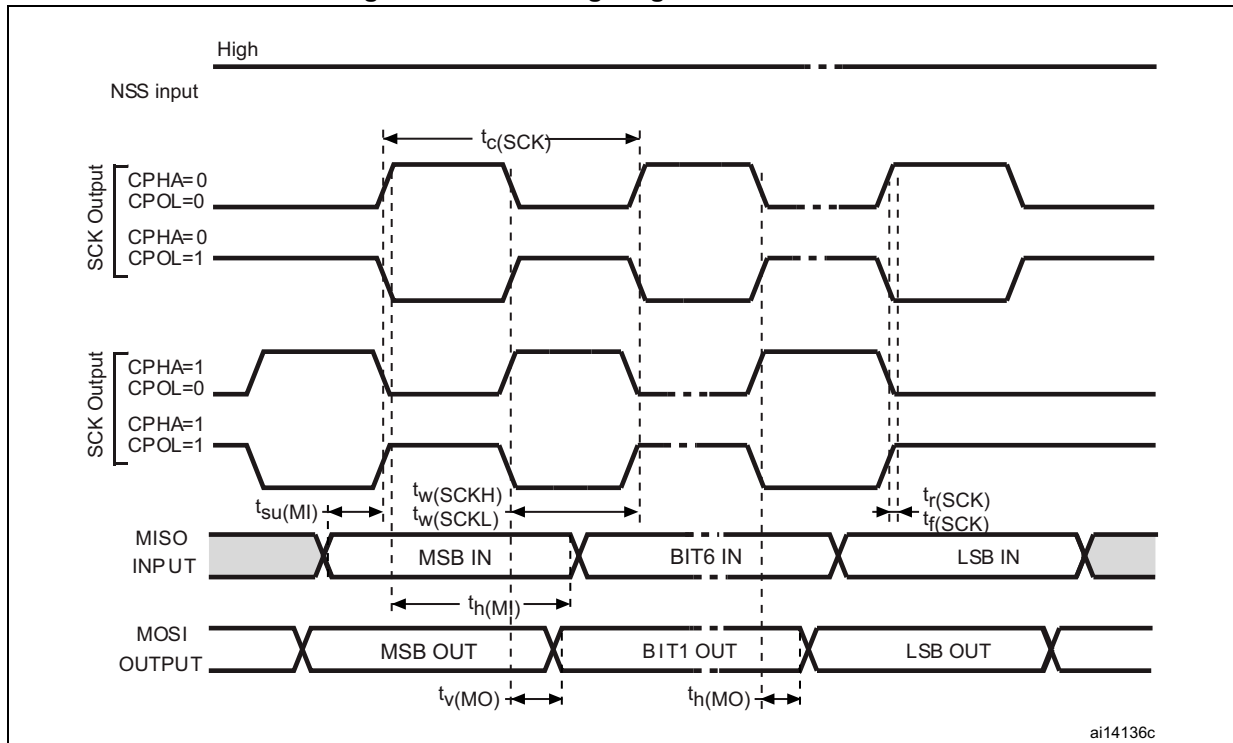 High
NSS input
tc(SCK)
SCK Output
CPHA=0
CPOL=0
CPHA=0
CPOL=1
SCK Output
CPHA=1
CPOL=0
CPHA=1
CPOL=1
tsu(MI)
tw(SCKH)
tw(SCKL)
tr(SCK)
tf(SCK)
MISO
INPUT
MSB IN
BIT6 IN
LSB IN
th(MI)
MOSI
OUTPUT
MSB OUT
BIT1 OUT
LSB OUT
tv(MO)
th(MO)
ai14136c